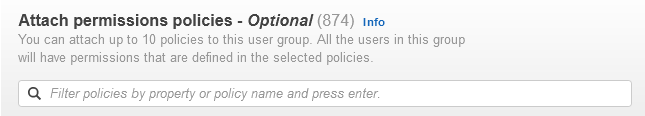 Attach permissions policies - Optional (874) Info
You can attach up to 10 policies to this user group. All the users in this group
will have permissions that are defined in the selected policies.
Filter policies by property or policy name and press enter.